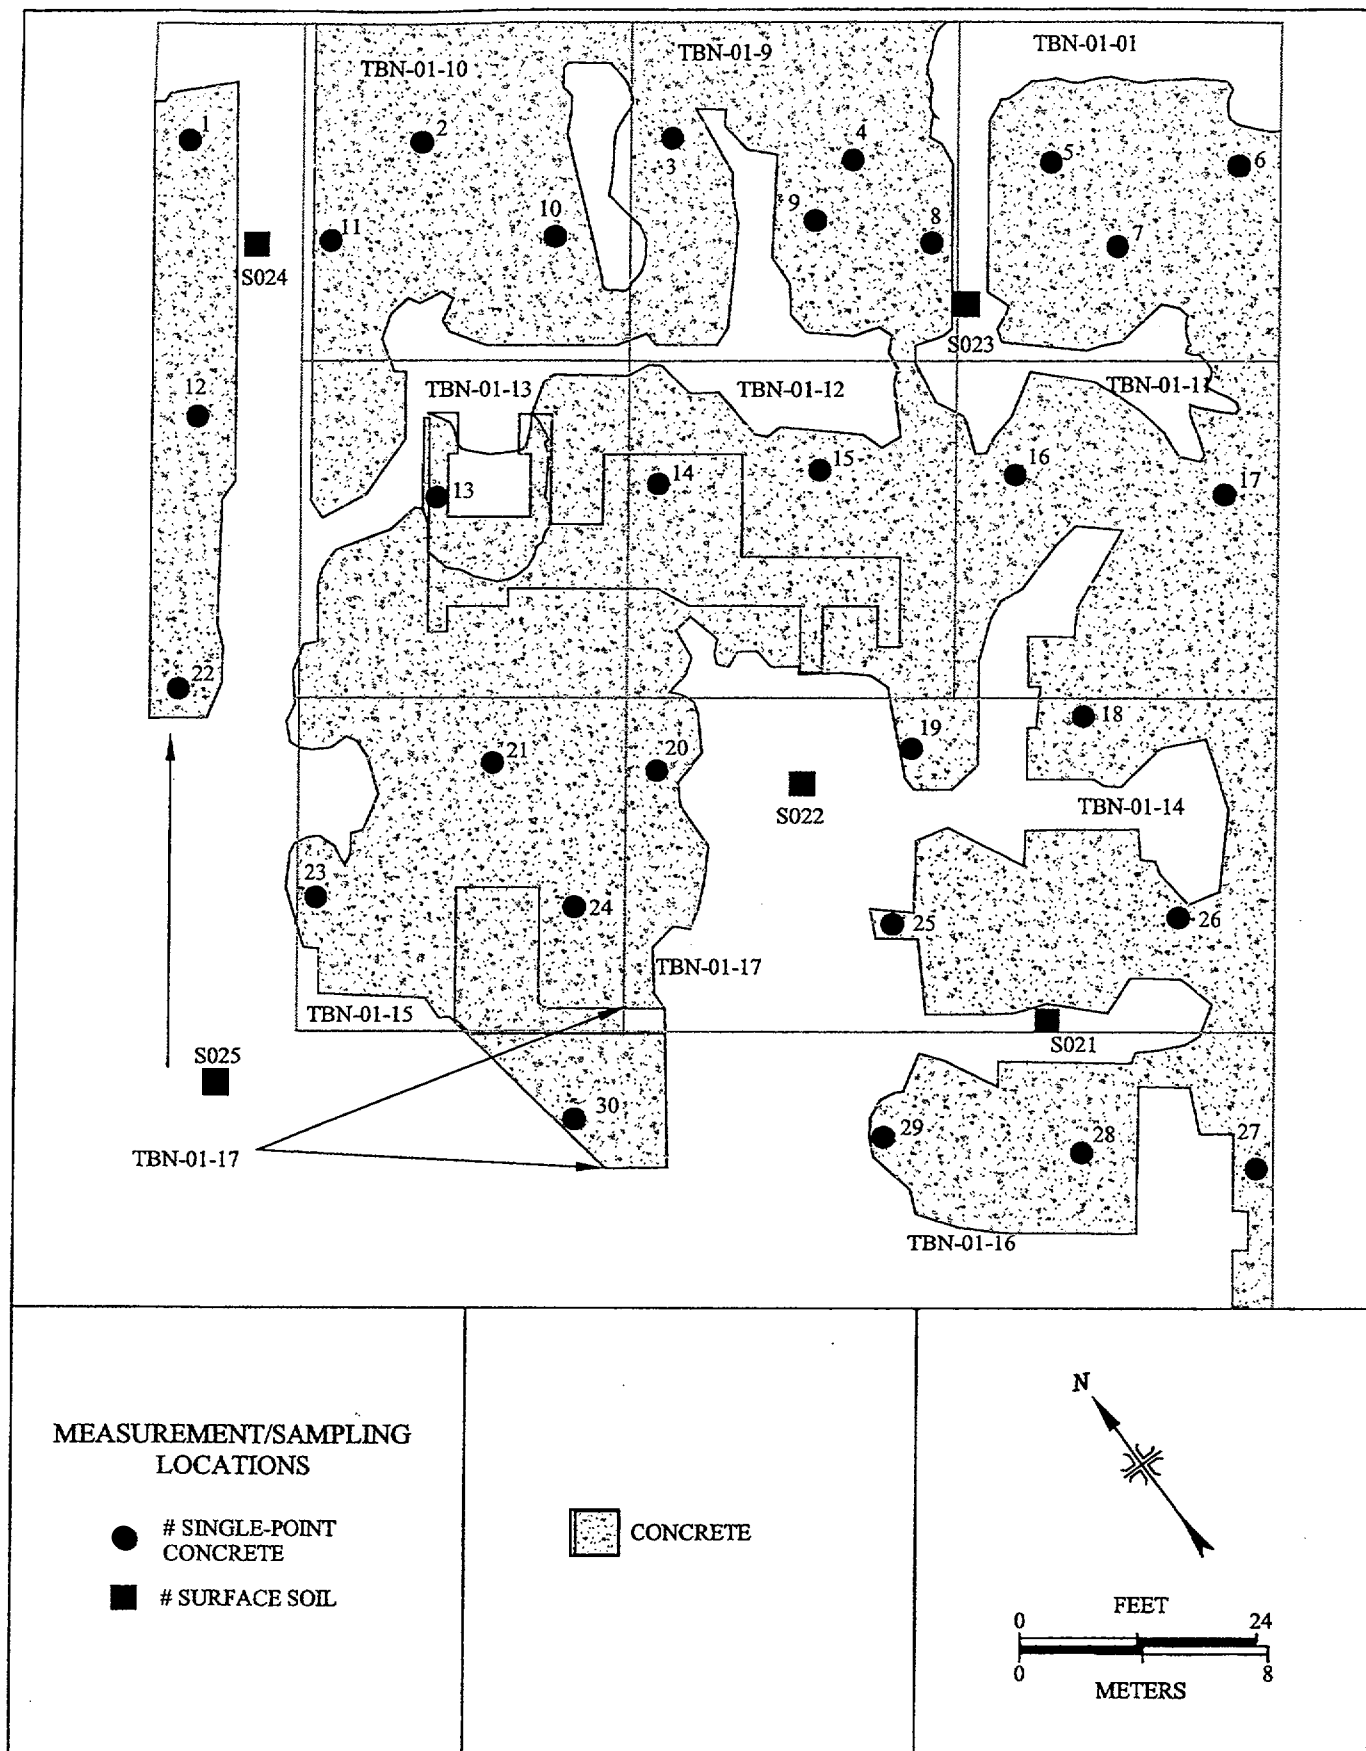 TBN-01-10
TBN-01-9
TBN-01-01
1
2
3
4
5
6
7
8
9
10
11
S024
S023
12
TBN-01-13
TBN-01-12
TBN-01-11
13
14
15
16
17
22
21
20
19
18
S022
TBN-01-14
23
24
25
26
TBN-01-17
TBN-01-15
S025
S021
30
29
28
27
TBN-01-17
TBN-01-16
MEASUREMENT/SAMPLING
LOCATIONS
# SINGLE-POINT
CONCRETE
# SURFACE SOIL
CONCRETE
N
FEET
0 24
0 8
METERS